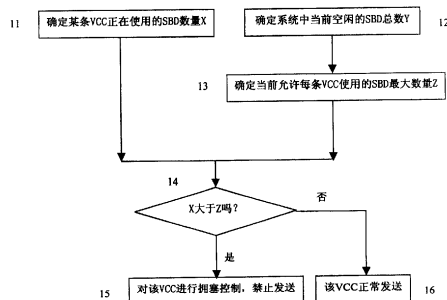 11
确定某条VCC正在使用的SBD数量X
确定系统中当前空闲的SBD总数Y
12
13
确定当前允许每条VCC使用的SBD最大数量Z
14
X大于Z吗?
否
是
15
对该VCC进行拥塞控制，禁止发送
该VCC正常发送
16